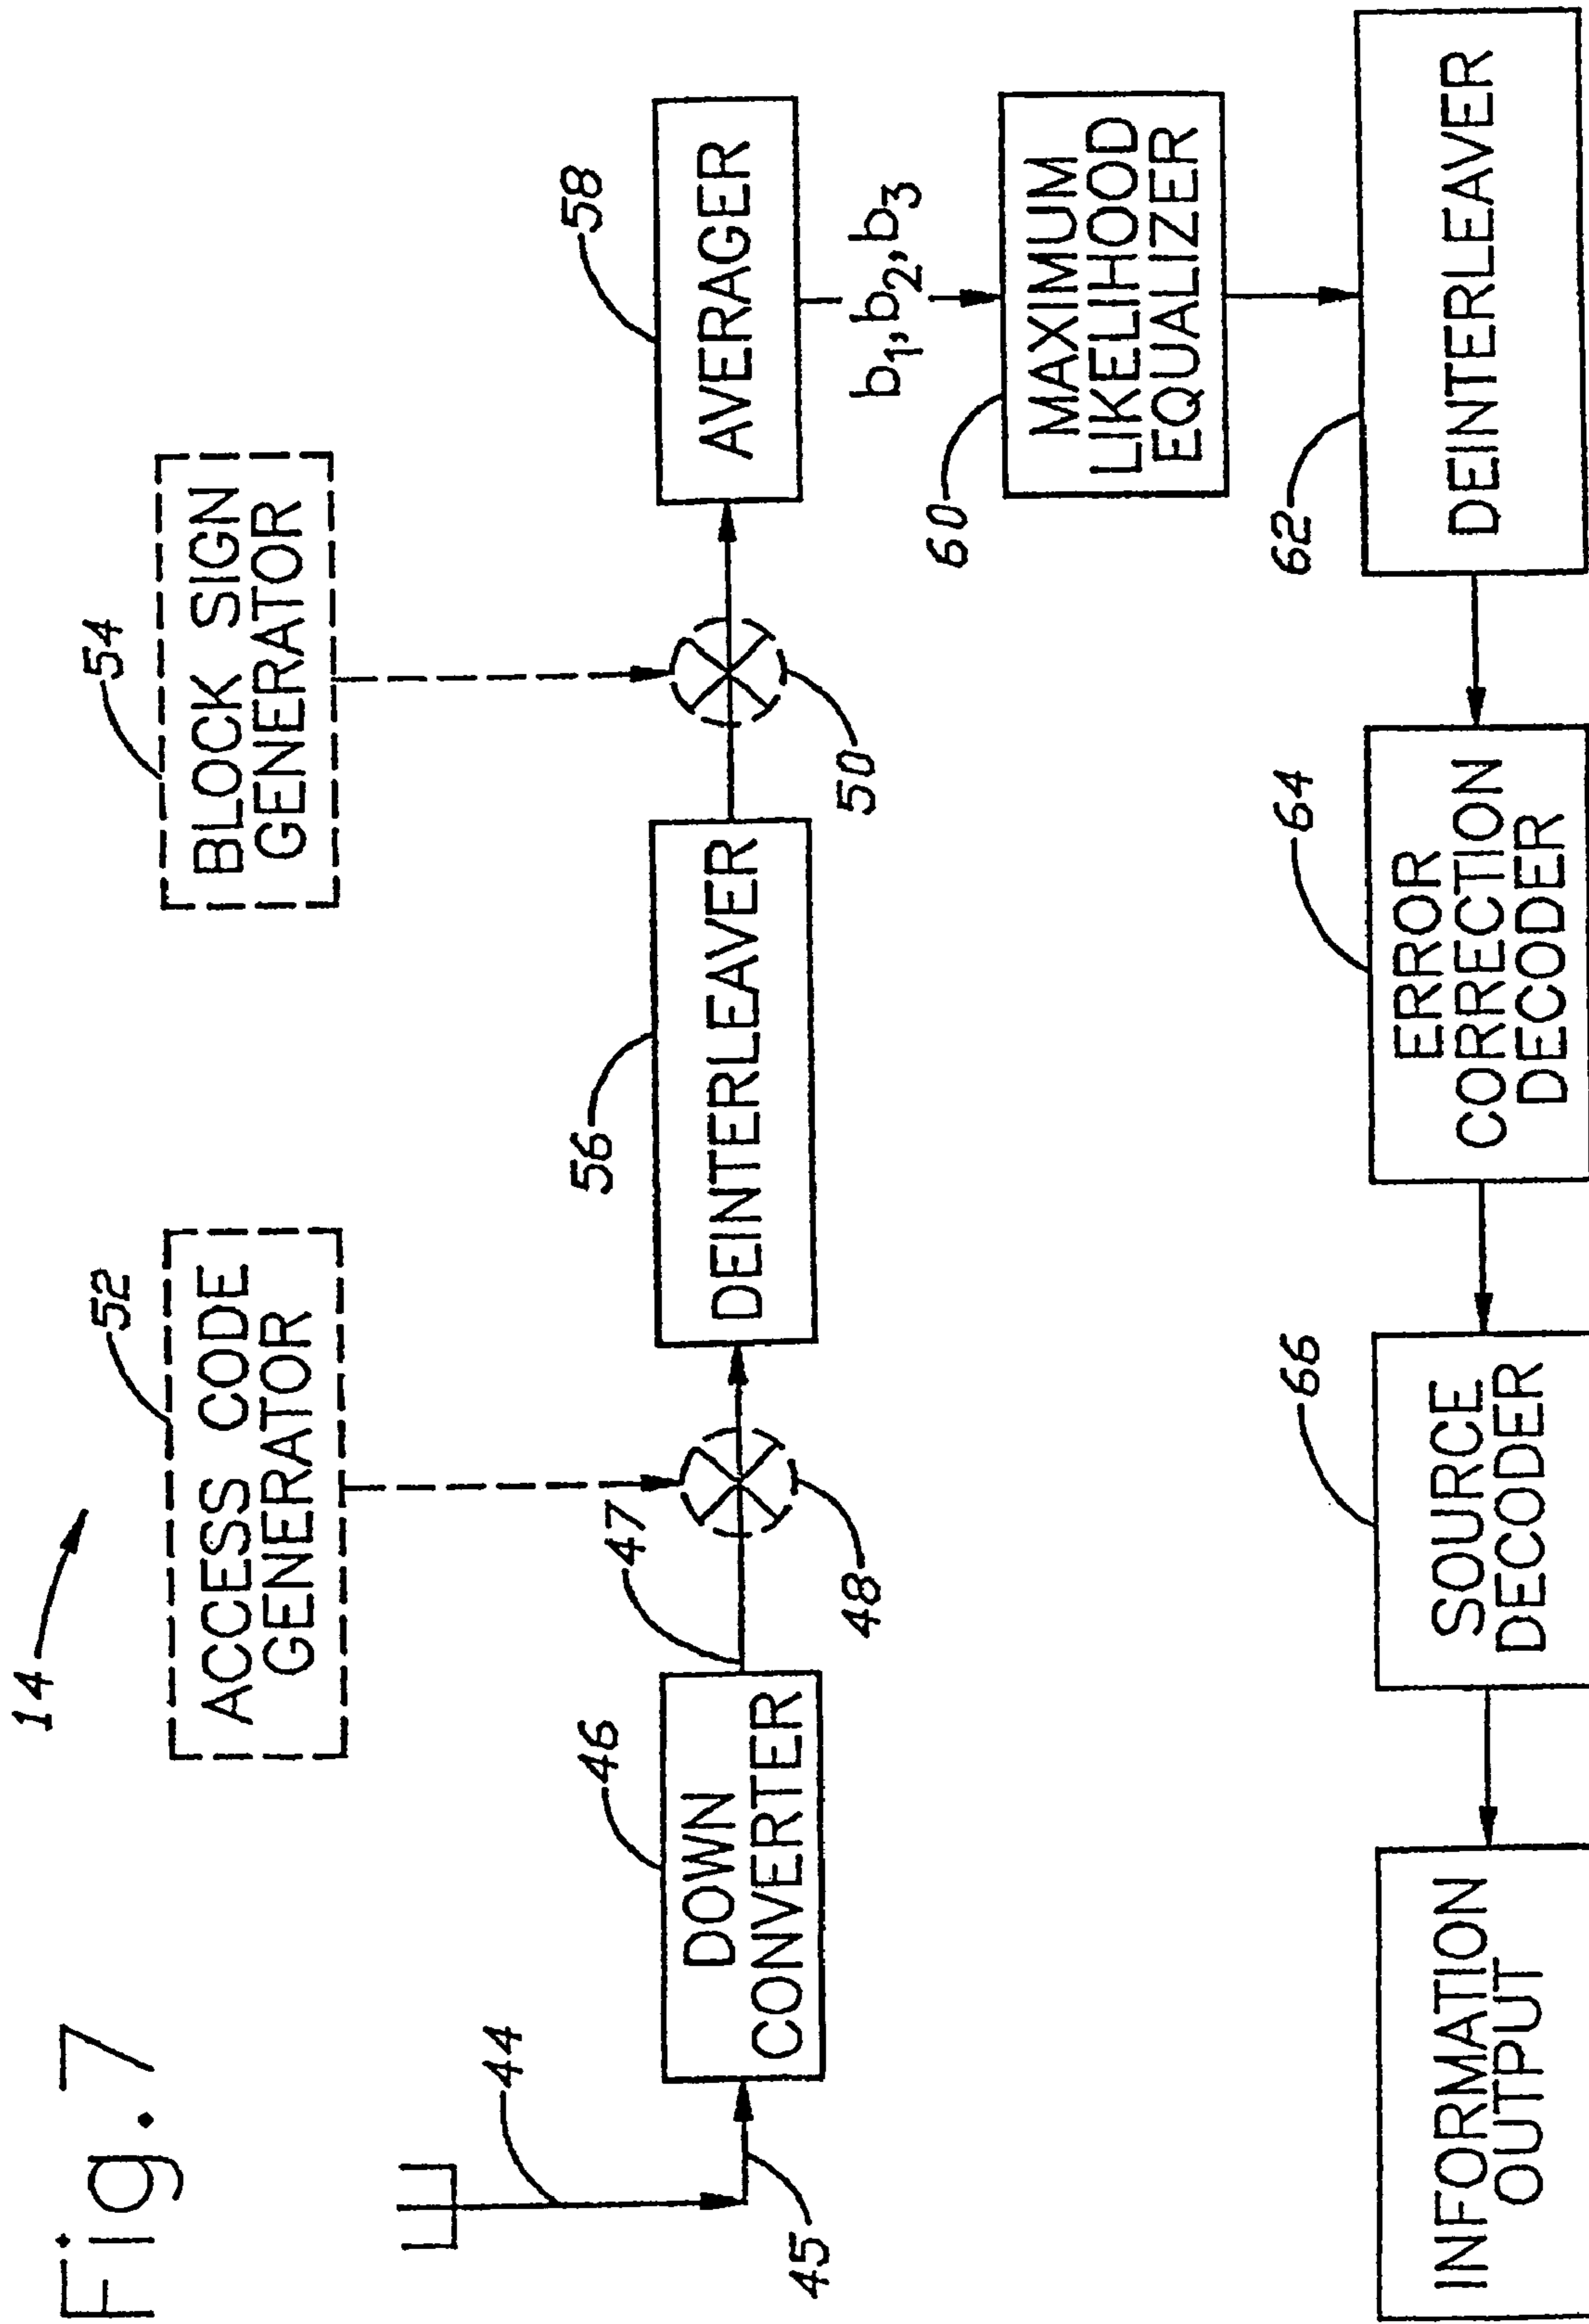 Fig.7
14
52
ACCESS CODE
GENERATOR
54
BLOCK SIGN
GENERATOR
44
45
46
DOWN
CONVERTER
47
48
56
DEINTERLEAVER
50
58
AVERAGER
b1,b2,b3
60
MAXIMUM
LIKELIHOOD
EQUALIZER
62
DEINTERLEAVER
64
ERROR
CORRECTION
DECODER
66
SOURCE
DECODER
INFORMATION
OUTPUT